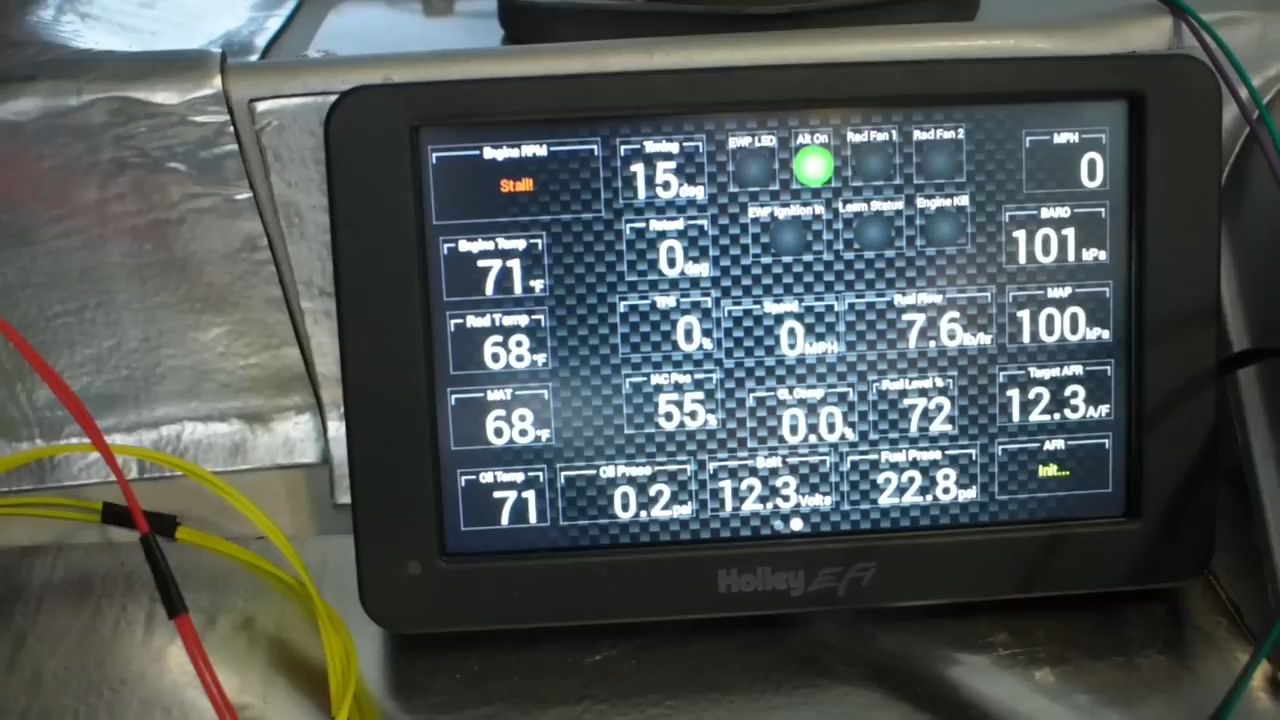 Engine RPM
Stall!
Timing
15deg
EWP LED
Alt On
Rad Fan 1
Rad Fan 2
MPH
0
Retard
0deg
EWP Ignition In
Learn Status
Engine Kill
BARO
101kPa
Engine Temp
71°F
TPS
0%
Speed
0MPH
Fuel Flow
7.6lb/hr
MAP
100kPa
Rad Temp
68°F
IAC Pos
55%
CL Comp
0.0%
Fuel Level %
72
Target AFR
12.3A/F
MAT
68°F
Oil Temp
71
Oil Press
0.2psi
Batt
12.3Volts
Fuel Press
22.8psi
AFR
Init...
Holley EFI